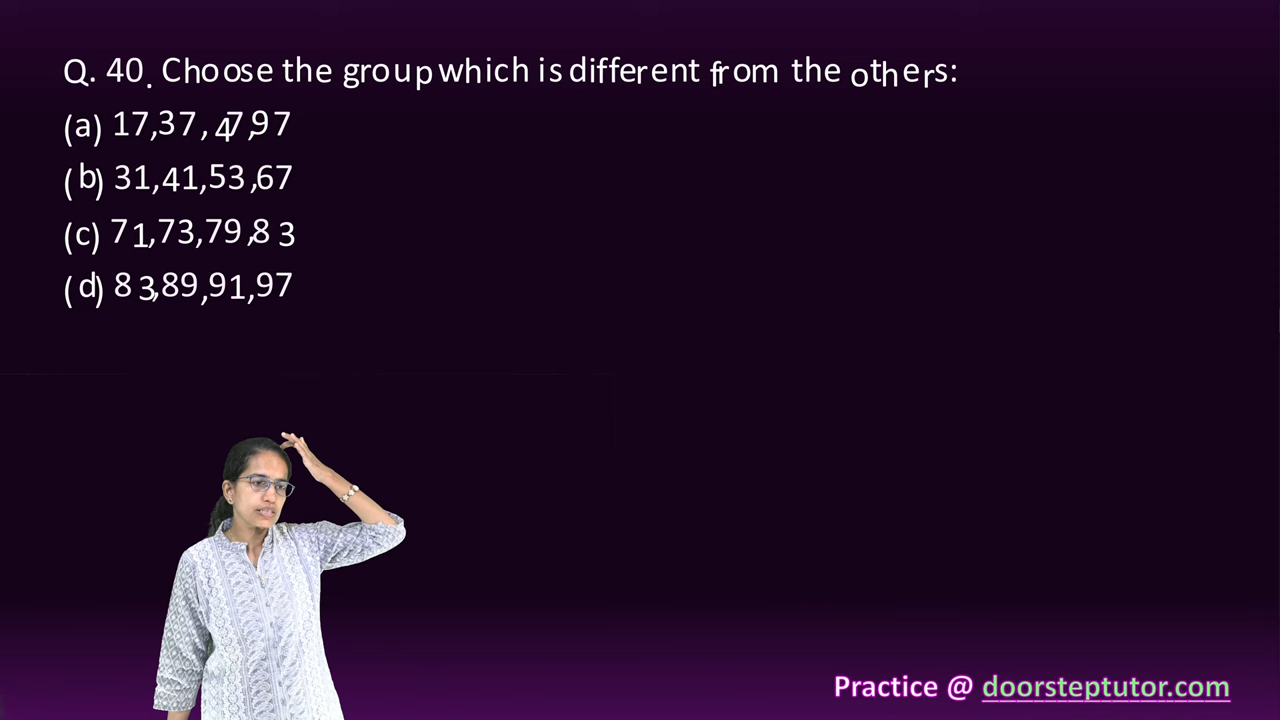 Q. 40. Choose the group which is different from the others:
(a) 17,37, 47,97
(b) 31,41,53,67
(c) 71,73,79,83
(d) 83,89,91,97
Practice @ doorsteptutor.com